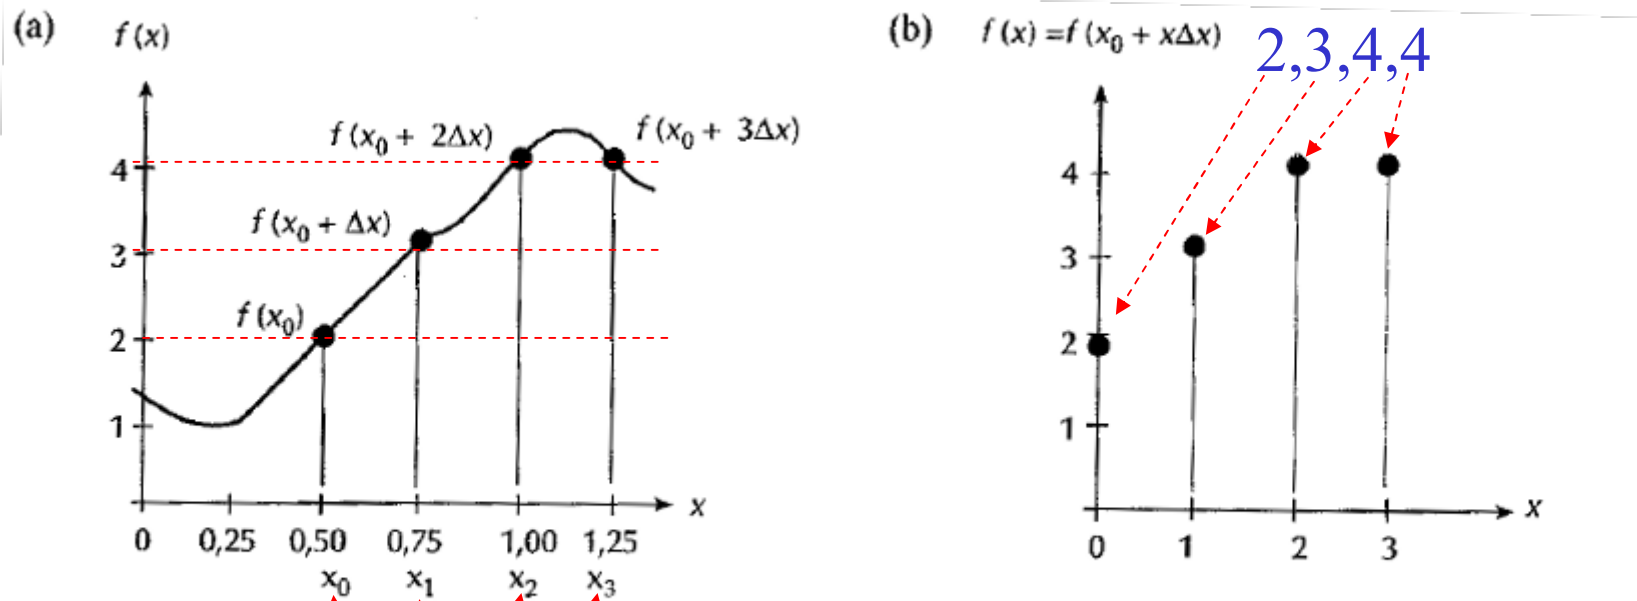 (a) f(x)
f(x₀ + 2Δx) f(x₀ + 3Δx)
4
f(x₀ + Δx)
3
f(x₀)
2
1
x
0 0,25 0,50 0,75 1,00 1,25
x₀ x₁ x₂ x₃
(b) f(x) =f(x₀ + xΔx) 2,3,4,4
4
3
2
1
x
0 1 2 3